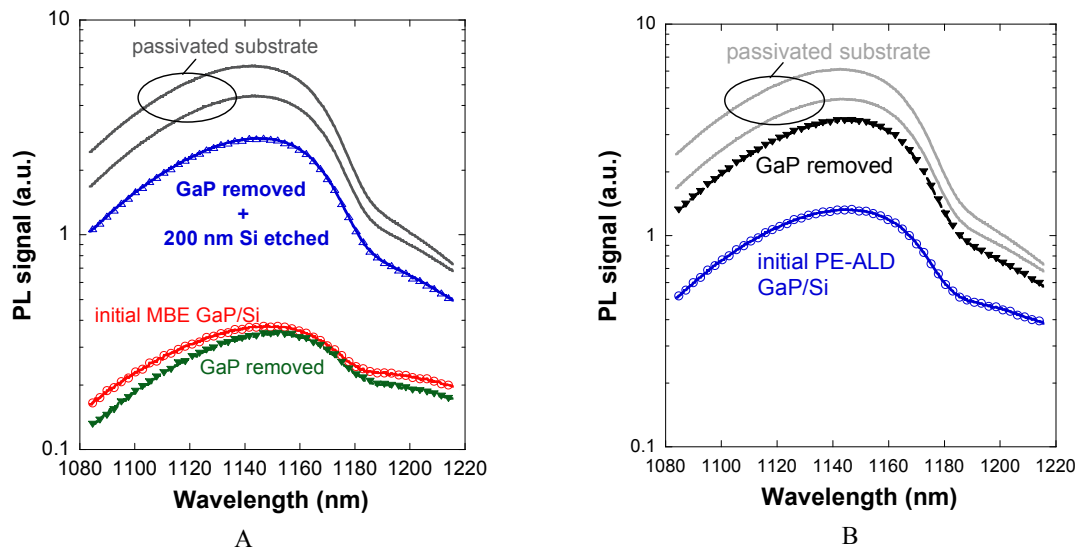 10
passivated substrate
GaP removed
+
200 nm Si etched
1
initial MBE GaP/Si
GaP removed
0.1
1080 1100 1120 1140 1160 1180 1200 1220
PL signal (a.u.)
Wavelength (nm)
A
10
passivated substrate
GaP removed
1
initial PE-ALD
GaP/Si
0.1
1080 1100 1120 1140 1160 1180 1200 1220
PL signal (a.u.)
Wavelength (nm)
B